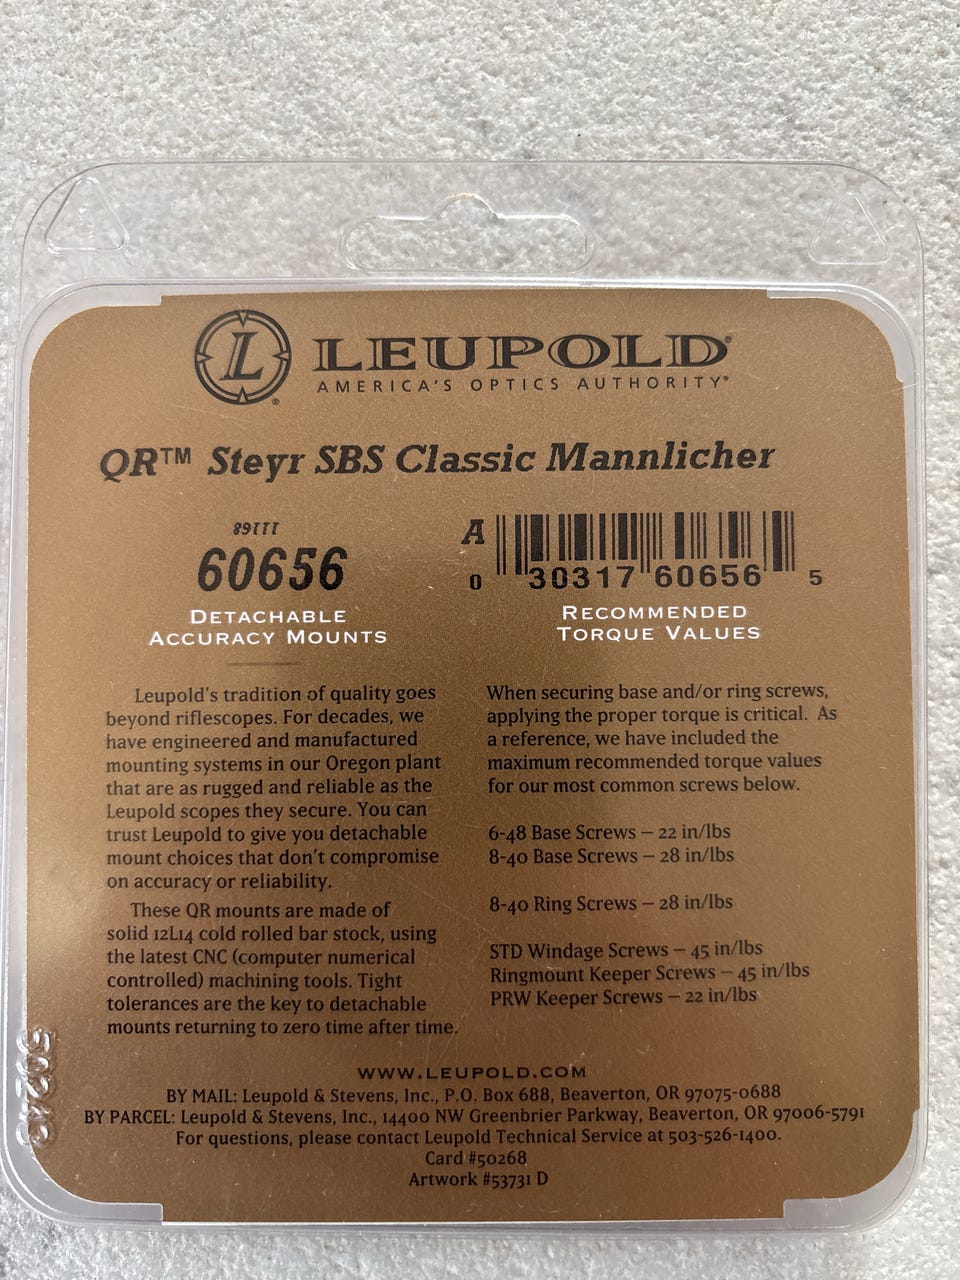 L
LEUPOLD®
AMERICA'S OPTICS AUTHORITY®
QR™ Steyr SBS Classic Mannlicher
11168
60656
A
0 30317 60656 5
DETACHABLE
ACCURACY MOUNTS
Leupold's tradition of quality goes
beyond riflescopes. For decades, we
have engineered and manufactured
mounting systems in our Oregon plant
that are as rugged and reliable as the
Leupold scopes they secure. You can
trust Leupold to give you detachable
mount choices that don't compromise
on accuracy or reliability.
These QR mounts are made of
solid 12L14 cold rolled bar stock, using
the latest CNC (computer numerical
controlled) machining tools. Tight
tolerances are the key to detachable
mounts returning to zero time after time.
RECOMMENDED
TORQUE VALUES
When securing base and/or ring screws,
applying the proper torque is critical. As
a reference, we have included the
maximum recommended torque values
for our most common screws below.
6-48 Base Screws – 22 in/lbs
8-40 Base Screws – 28 in/lbs
8-40 Ring Screws – 28 in/lbs
STD Windage Screws – 45 in/lbs
Ringmount Keeper Screws – 45 in/lbs
PRW Keeper Screws – 22 in/lbs
WWW.LEUPOLD.COM
BY MAIL: Leupold & Stevens, Inc., P.O. Box 688, Beaverton, OR 97075-0688
BY PARCEL: Leupold & Stevens, Inc., 14400 NW Greenbrier Parkway, Beaverton, OR 97006-5791
For questions, please contact Leupold Technical Service at 503-526-1400.
Card #50268
Artwork #53731 D